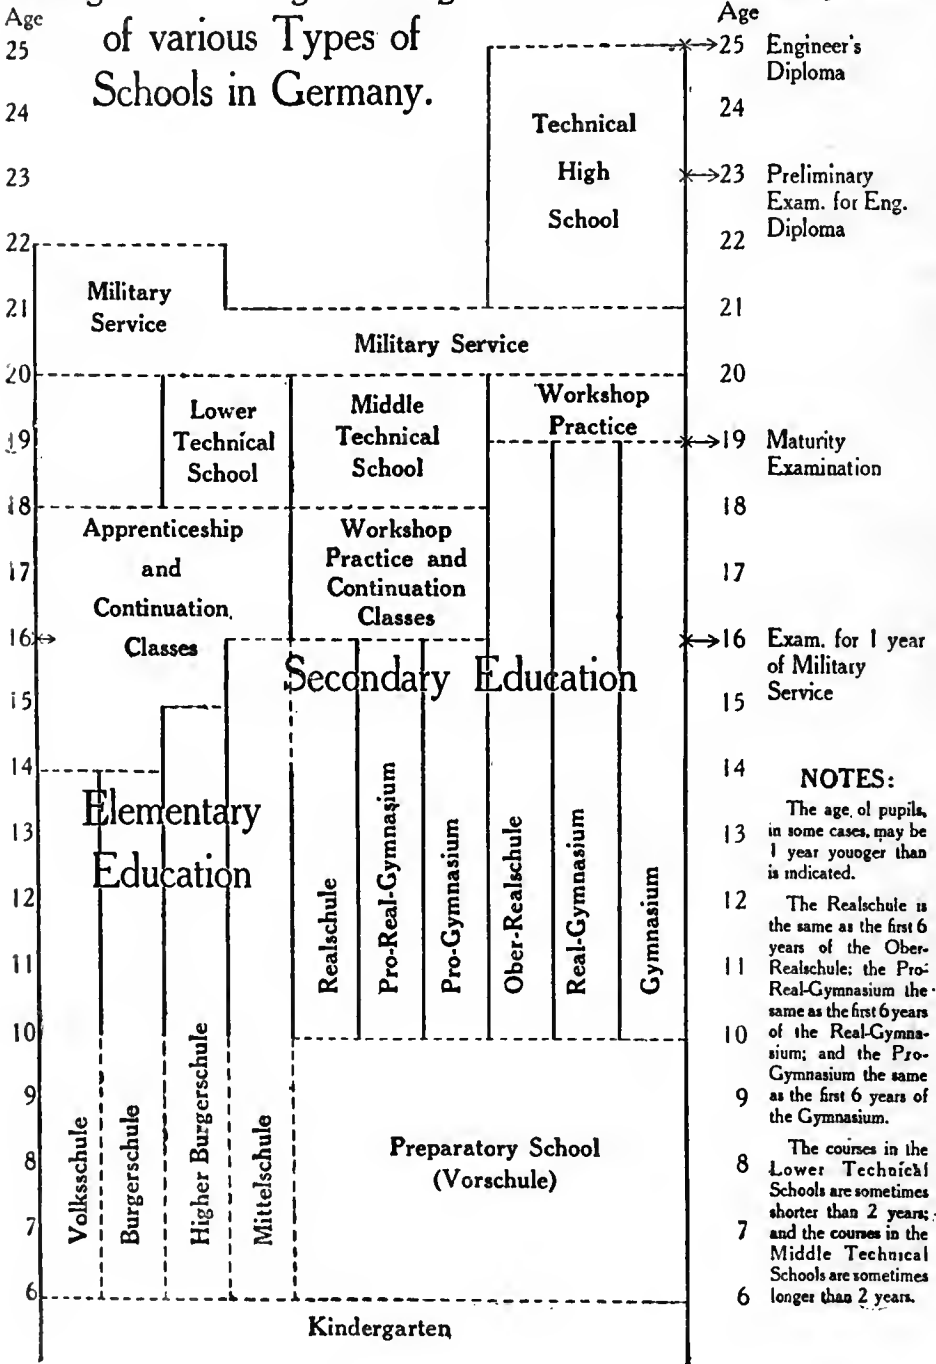 Age
25
24
23
22
21
20
19
18
17
16
15
14
13
12
11
10
9
8
7
6
of various Types of
Schools in Germany.
Military
Service
Military Service
Technical
High
School
Lower
Technical
School
Middle
Technical
School
Workshop
Practice
Apprenticeship
and
Continuation
Classes
Workshop
Practice and
Continuation
Classes
Secondary Education
Elementary
Education
Volksschule
Burgerschule
Higher Burgerschule
Mittelschule
Realschule
Pro-Real-Gymnasium
Pro-Gymnasium
Ober-Realschule
Real-Gymnasium
Gymnasium
Preparatory School
(Vorschule)
Kindergarten
Age
25 Engineer's
Diploma
24
23 Preliminary
Exam. for Eng.
Diploma
22
21
20
19 Maturity
Examination
18
17
16 Exam. for 1 year
of Military
Service
15
14
13
12
11
10
9
8
7
6
NOTES:
The age of pupils,
in some cases, may be
1 year younger than
is indicated.
The Realschule is
the same as the first 6
years of the Ober-
Realschule; the Pro-
Real-Gymnasium the
same as the first 6 years
of the Real-Gymna-
sium; and the Pro-
Gymnasium the same
as the first 6 years of
the Gymnasium.
The courses in the
Lower Technical
Schools are sometimes
shorter than 2 years;
and the courses in the
Middle Technical
Schools are sometimes
longer than 2 years.